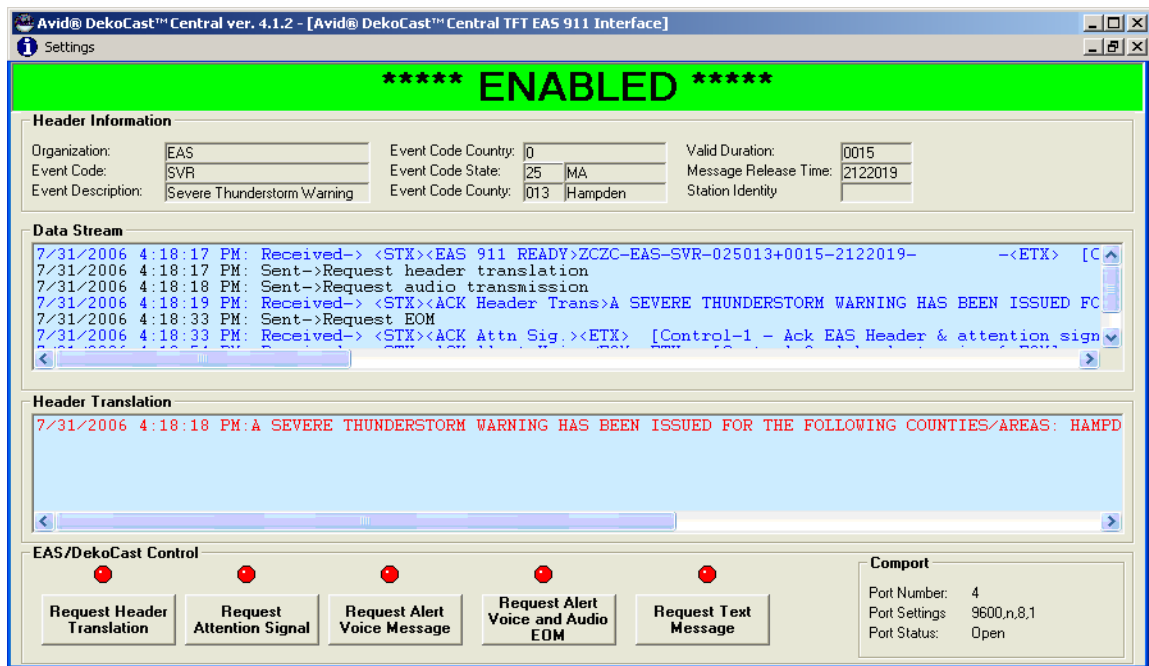 Avid® DekoCast™ Central ver. 4.1.2 - [Avid® DekoCast™ Central TFT EAS 911 Interface]
Settings
***** ENABLED *****
Header Information
Organization: EAS Event Code Country: 0 Valid Duration: 0015
Event Code: SVR Event Code State: 25 MA Message Release Time: 2122019
Event Description: Severe Thunderstorm Warning Event Code County: 013 Hampden Station Identity
Data Stream
7/31/2006 4:18:17 PM: Received-> <STX><EAS 911 READY>ZCZC-EAS-SVR-025013+0015-2122019- -<ETX> [C
7/31/2006 4:18:17 PM: Sent->Request header translation
7/31/2006 4:18:18 PM: Sent->Request audio transmission
7/31/2006 4:18:19 PM: Received-> <STX><ACK Header Trans>A SEVERE THUNDERSTORM WARNING HAS BEEN ISSUED FO
7/31/2006 4:18:33 PM: Sent->Request EOM
7/31/2006 4:18:33 PM: Received-> <STX><ACK Attn Sig.><ETX> [Control-1 - Ack EAS Header & attention sign
Header Translation
7/31/2006 4:18:18 PM:A SEVERE THUNDERSTORM WARNING HAS BEEN ISSUED FOR THE FOLLOWING COUNTIES/AREAS: HAMPD
EAS/DekoCast Control
Request Header Translation
Request Attention Signal
Request Alert Voice Message
Request Alert Voice and Audio EOM
Request Text Message
Comport
Port Number: 4
Port Settings 9600,n,8,1
Port Status: Open